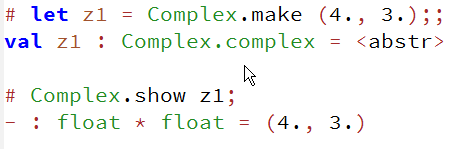 # let z1 = Complex.make (4., 3.);;
val z1 : Complex.complex = <abstr>
# Complex.show z1;
- : float * float = (4., 3.)